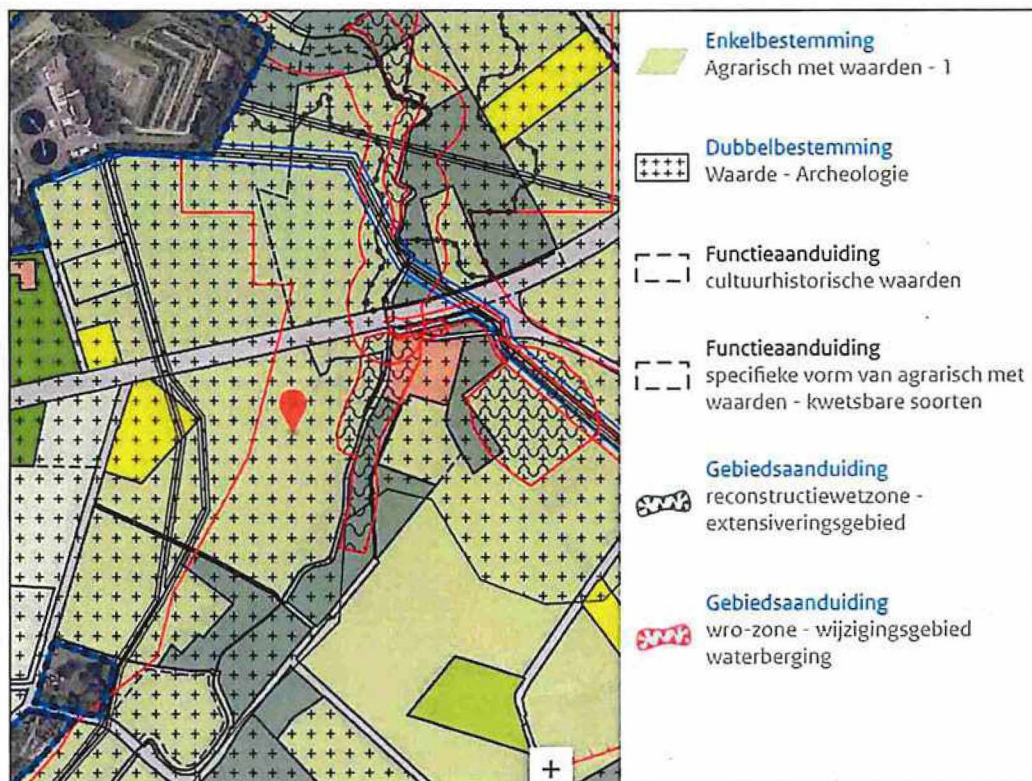 Enkelbestemming
Agrarisch met waarden - 1
Dubbelbestemming
Waarde - Archeologie
Functieaanduiding
cultuurhistorische waarden
Functieaanduiding
specifieke vorm van agrarisch met
waarden - kwetsbare soorten
Gebiedsaanduiding
reconstructiewetzone -
extensiveringsgebied
Gebiedsaanduiding
wro-zone - wijzigingsgebied
waterberging